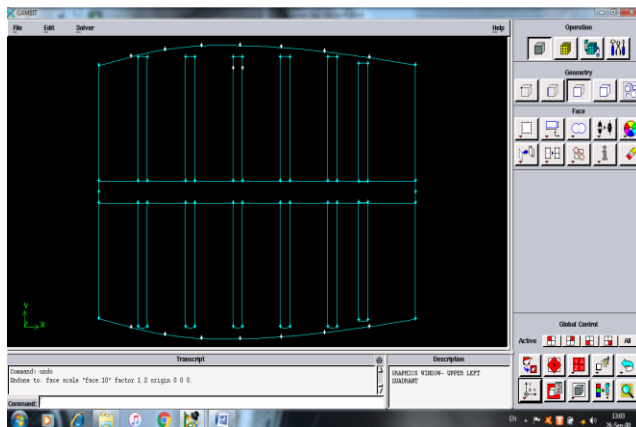 GAMBIT
File Edit Solver Help
Operation
Geometry
Face
Y
Z X
Global Control
Active All
Transcript
Description
Command> undo
Undone to: face scale "face.10" factor 1.2 origin 0 0 0.
GRAPHICS WINDOW- UPPER LEFT
QUADRANT
Command:
EN
13:03